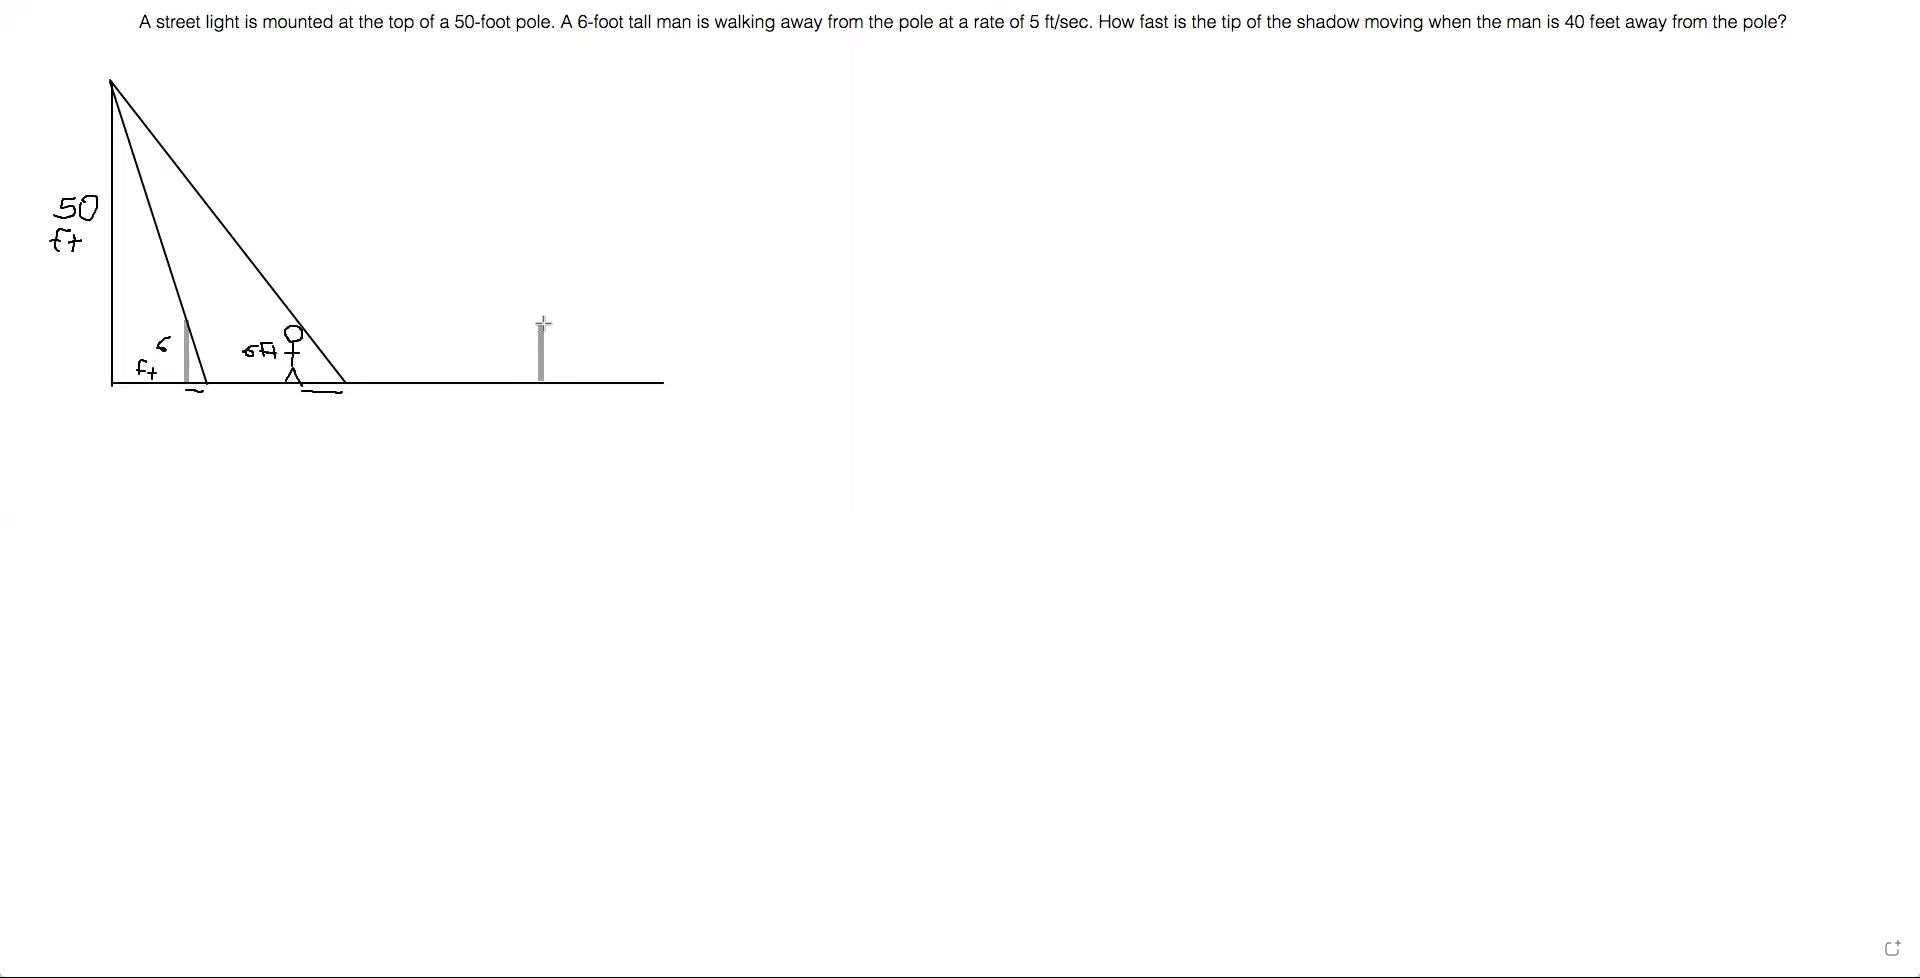 A street light is mounted at the top of a 50-foot pole. A 6-foot tall man is walking away from the pole at a rate of 5 ft/sec. How fast is the tip of the shadow moving when the man is 40 feet away from the pole?
50
ft
6
ft
6ft